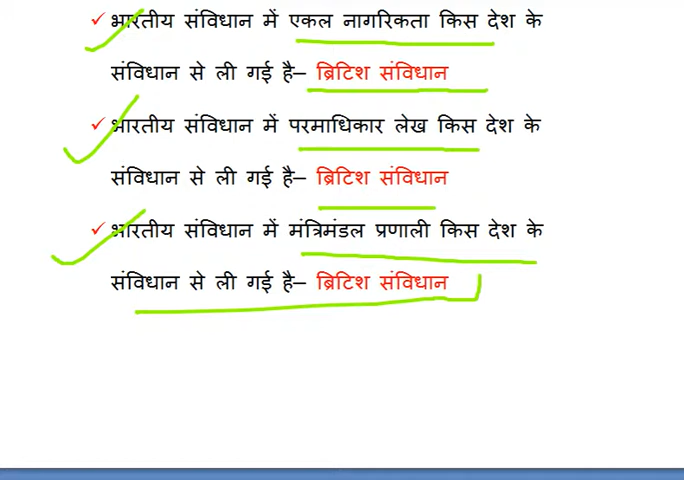 ✓ भारतीय संविधान में एकल नागरिकता किस देश के
संविधान से ली गई है– ब्रिटिश संविधान
✓ भारतीय संविधान में परमाधिकार लेख किस देश के
संविधान से ली गई है– ब्रिटिश संविधान
✓ भारतीय संविधान में मंत्रिमंडल प्रणाली किस देश के
संविधान से ली गई है– ब्रिटिश संविधान